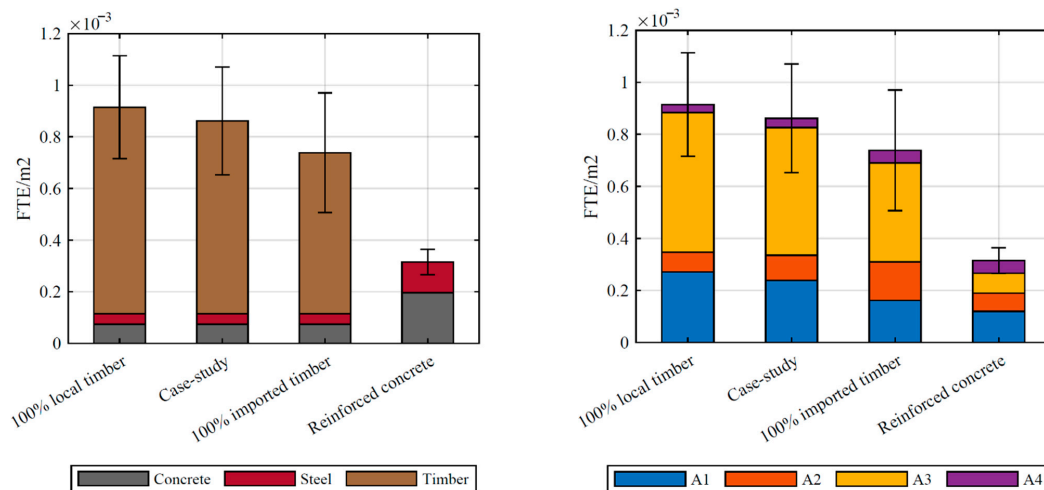 ×10⁻³
1.2
1
0.8
0.6
0.4
0.2
0
FTE/m2
100% local timber
Case-study
100% imported timber
Reinforced concrete
Concrete Steel Timber
×10⁻³
1.2
1
0.8
0.6
0.4
0.2
0
FTE/m2
100% local timber
Case-study
100% imported timber
Reinforced concrete
A1 A2 A3 A4